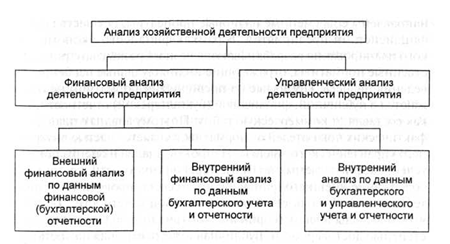 Анализ хозяйственной деятельности предприятия
Финансовый анализ
деятельности предприятия
Управленческий анализ
деятельности предприятия
Внешний
финансовый анализ
по данным
финансовой
(бухгалтерской)
отчетности
Внутренний
финансовый анализ
по данным
бухгалтерского учета
и отчетности
Внутренний
анализ по данным
бухгалтерского
и управленческого
учета и отчетности